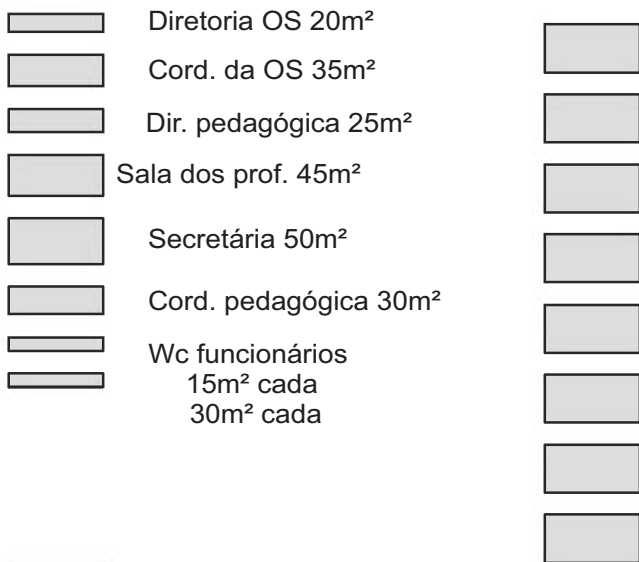 Diretoria OS 20m²
Cord. da OS 35m²
Dir. pedagógica 25m²
Sala dos prof. 45m²
Secretária 50m²
Cord. pedagógica 30m²
Wc funcionários
15m² cada
30m² cada